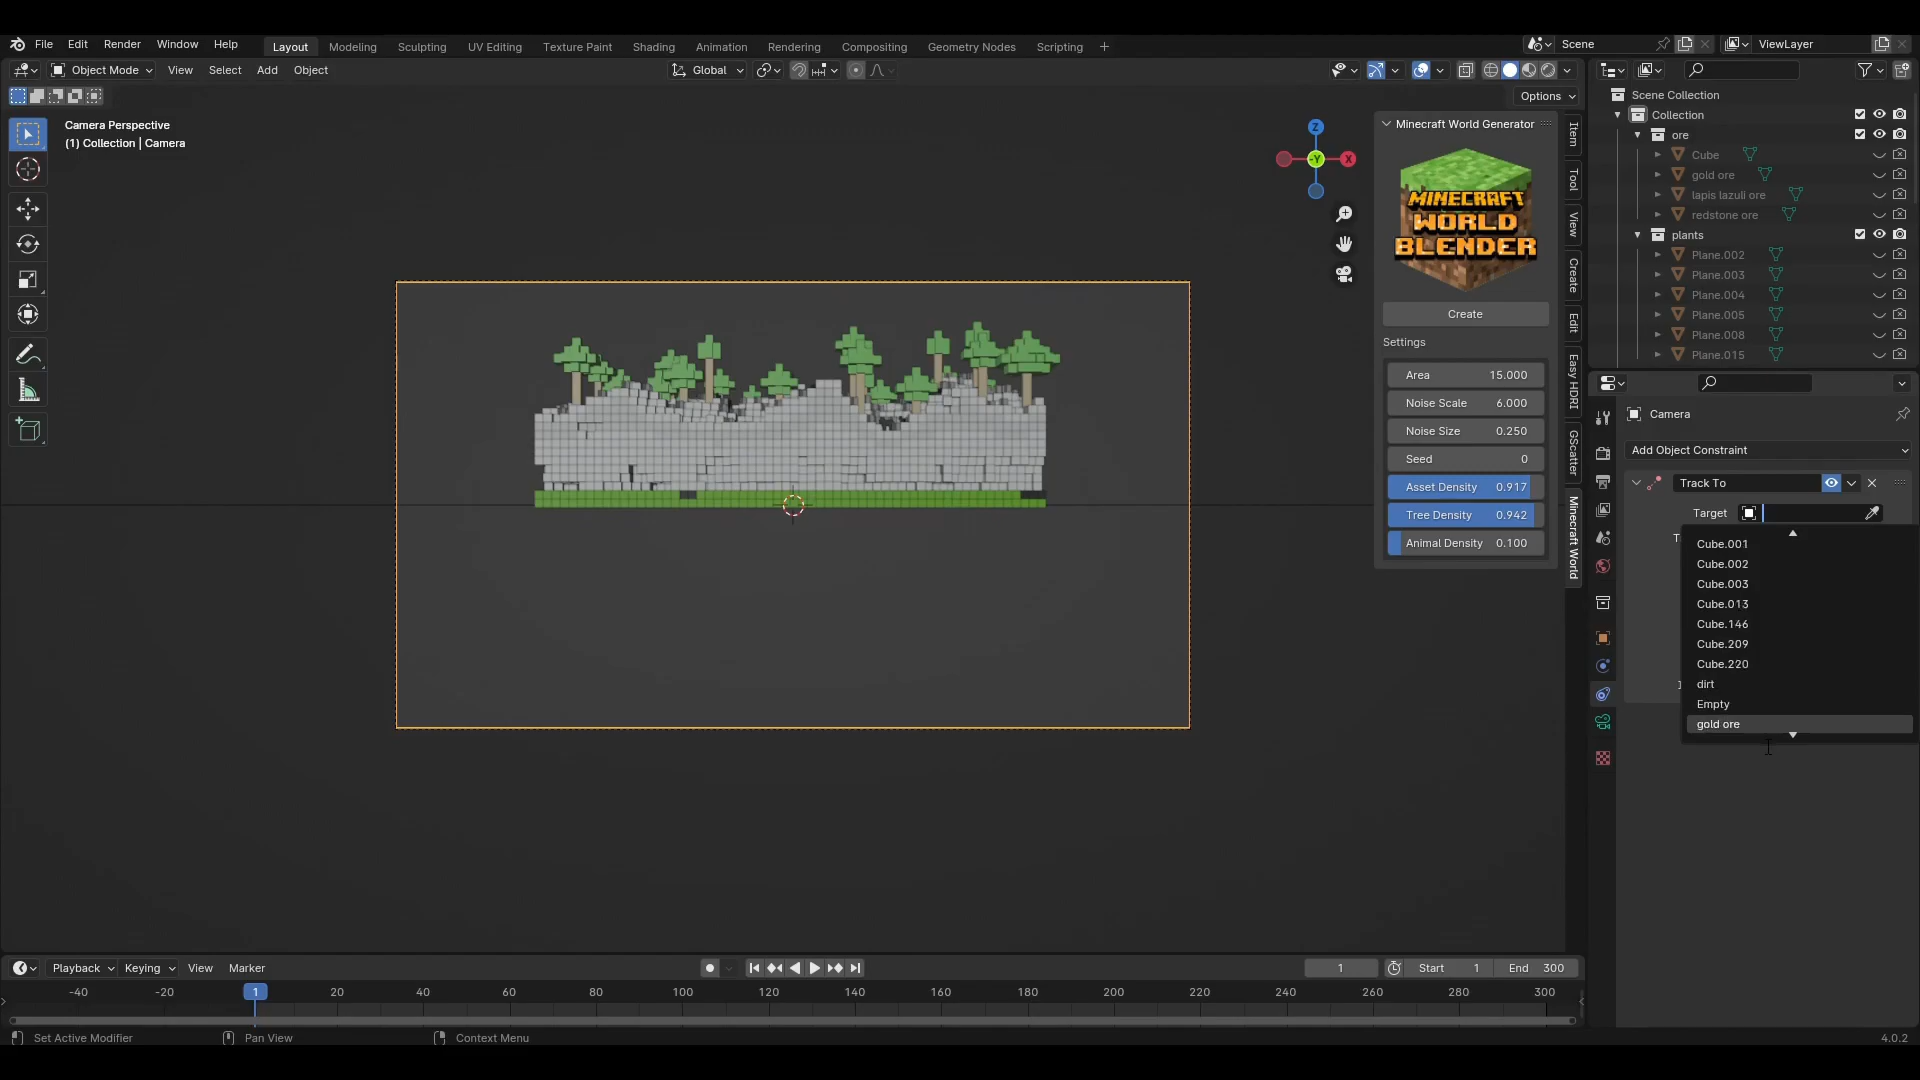 File Edit Render Window Help
Layout Modeling Sculpting UV Editing Texture Paint Shading Animation Rendering Compositing Geometry Nodes Scripting +
Scene
ViewLayer
Object Mode View Select Add Object
Global
Options
Camera Perspective
(1) Collection | Camera
Z
-Y
X
Minecraft World Generator
MINECRAFT
WORLD
BLENDER
Create
Settings
Area 15.000
Noise Scale 6.000
Noise Size 0.250
Seed 0
Asset Density 0.917
Tree Density 0.942
Animal Density 0.100
Item
Tool
View
Create
Edit
Easy HDRI
GScatter
Minecraft World
Scene Collection
Collection
ore
Cube
gold ore
lapis lazuli ore
redstone ore
plants
Plane.002
Plane.003
Plane.004
Plane.005
Plane.008
Plane.015
Camera
Add Object Constraint
Track To
Target
Cube.001
Cube.002
Cube.003
Cube.013
Cube.146
Cube.209
Cube.220
dirt
Empty
gold ore
Playback Keying View Marker
1 Start 1 End 300
-40 -20 1 20 40 60 80 100 120 140 160 180 200 220 240 260 280 300
Set Active Modifier Pan View Context Menu
4.0.2